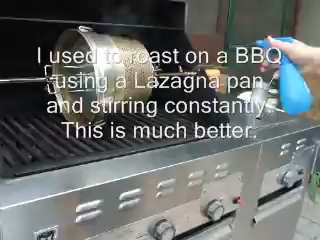 I used to roast on a BBQ
using a Lazagna pan
and stirring constantly.
This is much better.